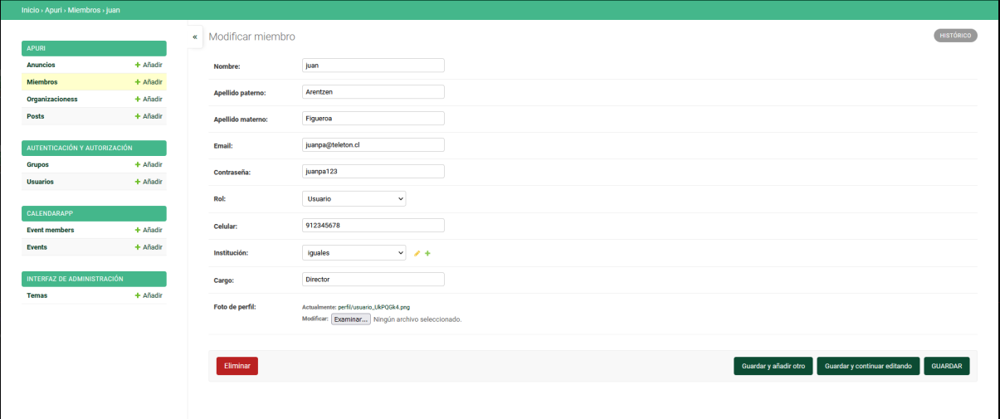 Inicio › Apuri › Miembros › juan
APURI
Anuncios + Añadir
Miembros + Añadir
Organizacioness + Añadir
Posts + Añadir
AUTENTICACIÓN Y AUTORIZACIÓN
Grupos + Añadir
Usuarios + Añadir
CALENDARAPP
Event members + Añadir
Events + Añadir
INTERFAZ DE ADMINISTRACIÓN
Temas + Añadir
«
Modificar miembro
HISTÓRICO
Nombre: juan
Apellido paterno: Arentzen
Apellido materno: Figueroa
Email: juanpa@teleton.cl
Contraseña: juanpa123
Rol: Usuario
Celular: 912345678
Institución: iguales
Cargo: Director
Foto de perfil: Actualmente: perfil/usuario_UkPQGk4.png
Modificar: Examinar... Ningún archivo seleccionado.
Eliminar
Guardar y añadir otro
Guardar y continuar editando
GUARDAR